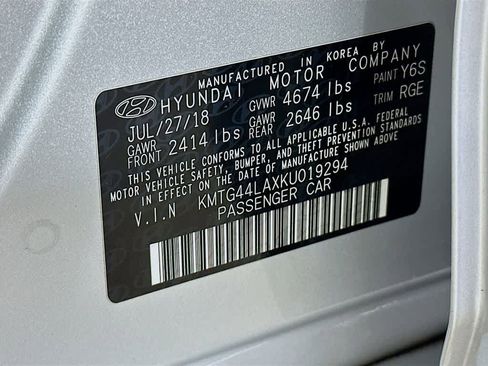 MANUFACTURED IN KOREA BY
HYUNDAI MOTOR COMPANY
JUL/27/18 GVWR 4674 lbs PAINT Y6S
GAWR FRONT 2414 lbs GAWR REAR 2646 lbs TRIM RGE
THIS VEHICLE CONFORMS TO ALL APPLICABLE U.S.A. FEDERAL
MOTOR VEHICLE SAFETY, BUMPER, AND THEFT PREVENTION STANDARDS
IN EFFECT ON THE DATE OF MANUFACTURE SHOWN ABOVE.
V.I.N KMTG44LAXKU019294
PASSENGER CAR